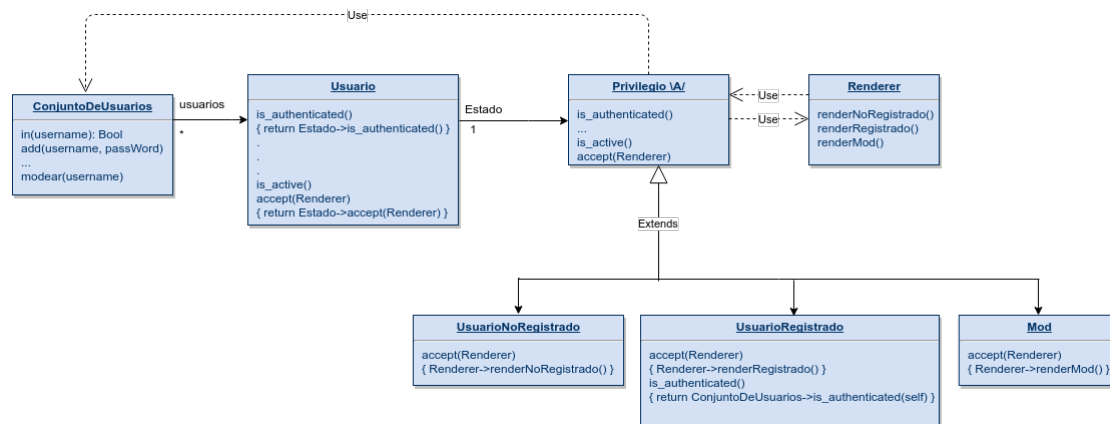 Use
ConjuntoDeUsuarios
in(username): Bool
add(username, passWord)
...
modear(username)
usuarios
*
Usuario
is_authenticated()
{ return Estado->is_authenticated() }
.
.
.
is_active()
accept(Renderer)
{ return Estado->accept(Renderer) }
Estado
1
Privilegio \A/
is_authenticated()
...
is_active()
accept(Renderer)
Use
Use
Renderer
renderNoRegistrado()
renderRegistrado()
renderMod()
Extends
UsuarioNoRegistrado
accept(Renderer)
{ Renderer->renderNoRegistrado() }
UsuarioRegistrado
accept(Renderer)
{ Renderer->renderRegistrado() }
is_authenticated()
{ return ConjuntoDeUsuarios->is_authenticated(self) }
Mod
accept(Renderer)
{ Renderer->renderMod() }